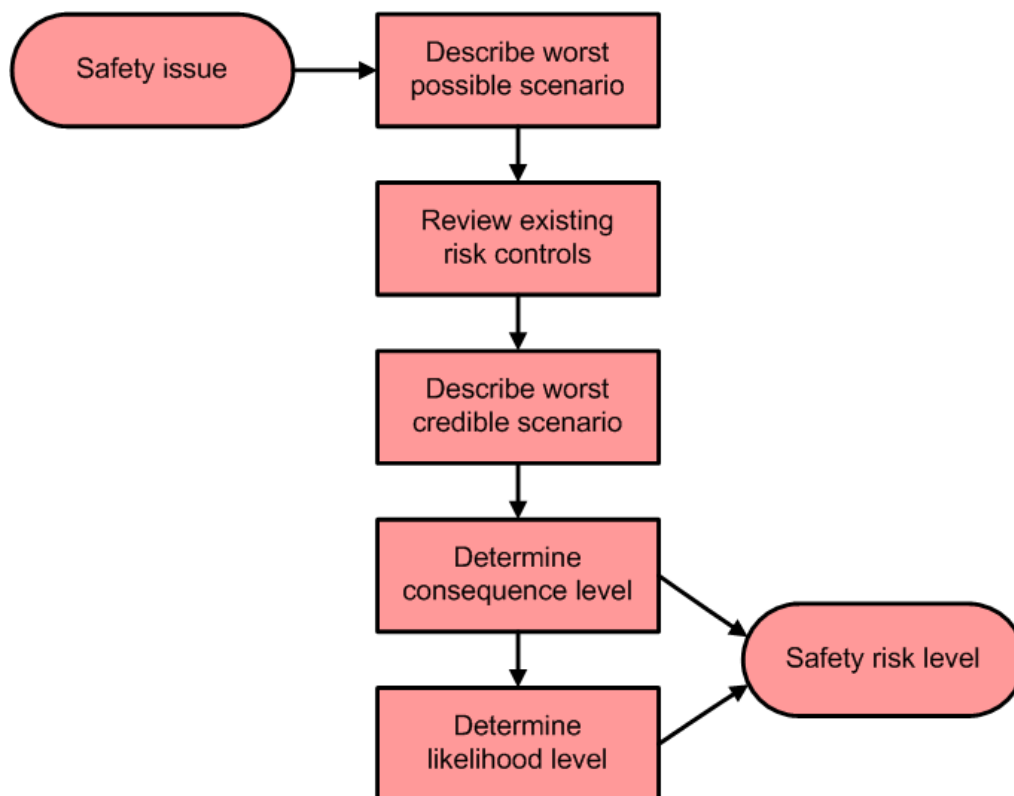 Safety issue
Describe worst
possible scenario
Review existing
risk controls
Describe worst
credible scenario
Determine
consequence level
Safety risk level
Determine
likelihood level